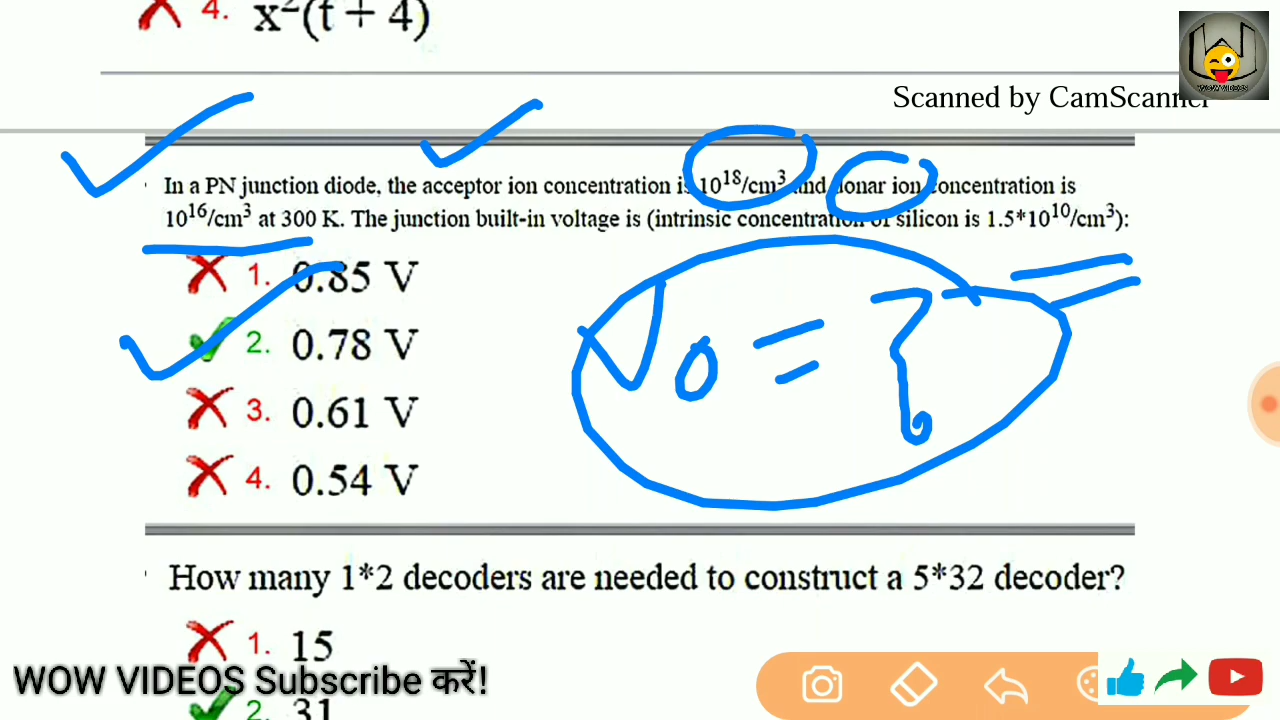 4. x²(t + 4)
WOW VIDEOS
Scanned by CamScanner
In a PN junction diode, the acceptor ion concentration is 10¹⁸/cm³ and donar ion concentration is
10¹⁶/cm³ at 300 K. The junction built-in voltage is (intrinsic concentration of silicon is 1.5*10¹⁰/cm³):
1. 0.85 V
2. 0.78 V
3. 0.61 V
4. 0.54 V
V₀ = ?
How many 1*2 decoders are needed to construct a 5*32 decoder?
1. 15
2. 31
WOW VIDEOS Subscribe करें!